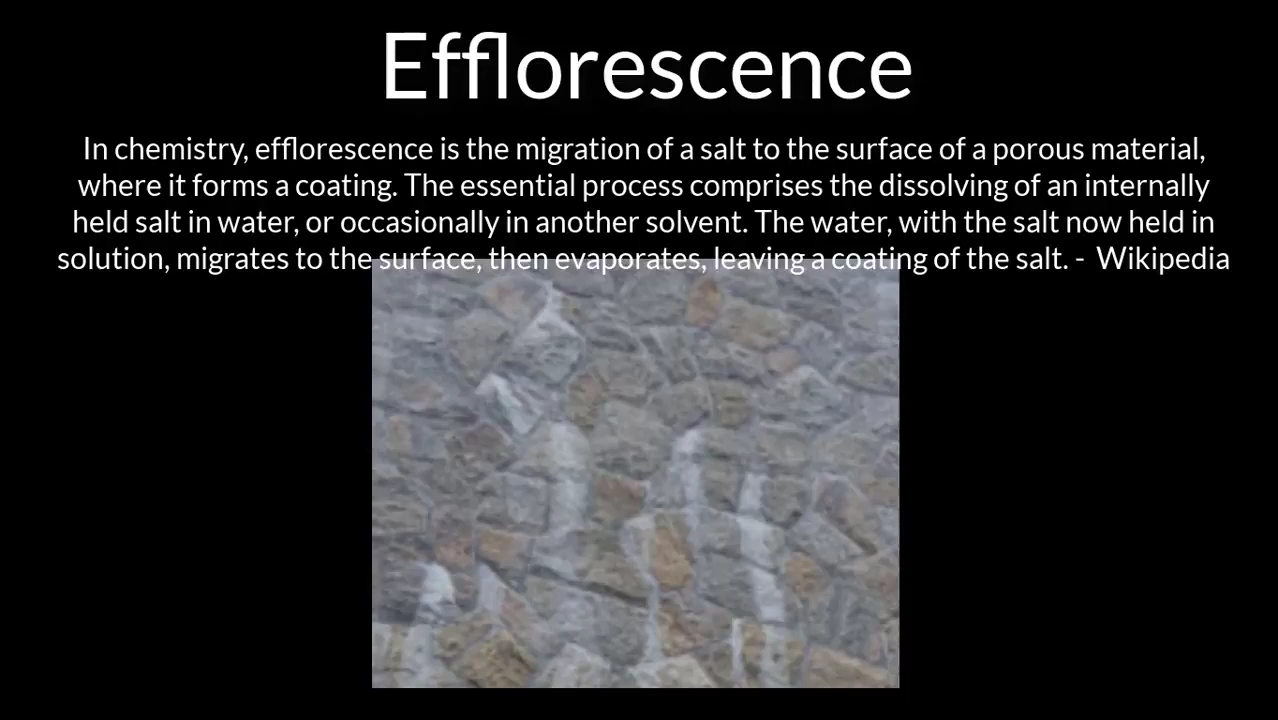 Efflorescence
In chemistry, efflorescence is the migration of a salt to the surface of a porous material,
where it forms a coating. The essential process comprises the dissolving of an internally
held salt in water, or occasionally in another solvent. The water, with the salt now held in
solution, migrates to the surface, then evaporates, leaving a coating of the salt. - Wikipedia